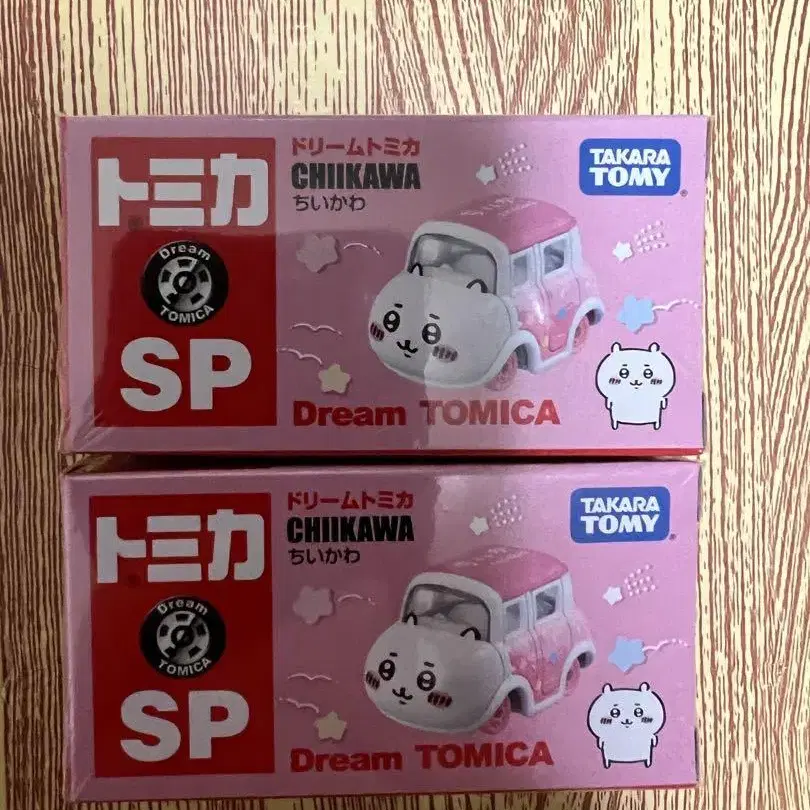 トミカ
Dream
TOMICA
SP
ドリームトミカ
CHIIKAWA
ちいかわ
TAKARA
TOMY
Dream TOMICA
トミカ
Dream
TOMICA
SP
ドリームトミカ
CHIIKAWA
ちいかわ
TAKARA
TOMY
Dream TOMICA